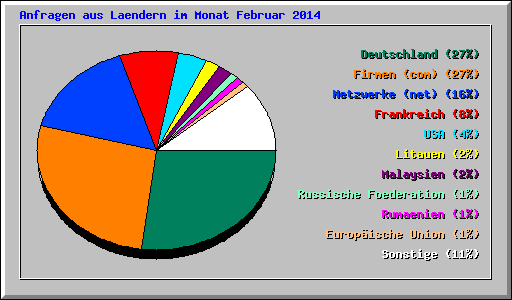 Anfragen aus Laendern im Monat Februar 2014
Deutschland (27%)
Firmen (com) (27%)
Netzwerke (net) (16%)
Frankreich (8%)
USA (4%)
Litauen (2%)
Malaysien (2%)
Russische Foederation (1%)
Rumaenien (1%)
Europäische Union (1%)
Sonstige (11%)